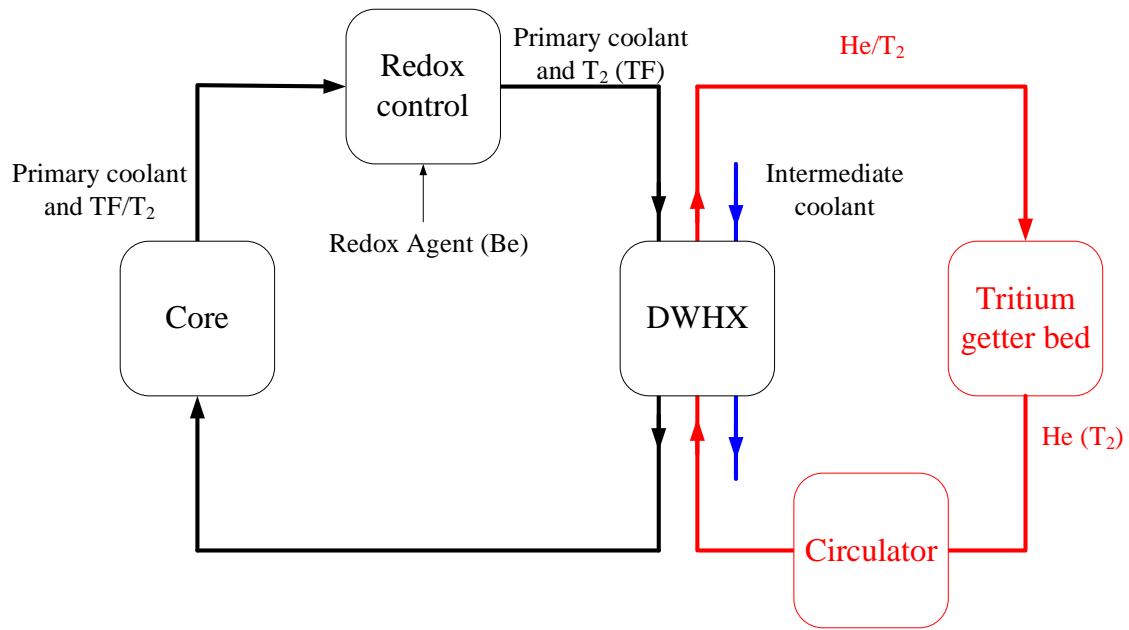 Primary coolant
and T₂ (TF)
He/T₂
Redox
control
Primary coolant
and TF/T₂
Intermediate
coolant
Redox Agent (Be)
Core
DWHX
Tritium
getter bed
He (T₂)
Circulator